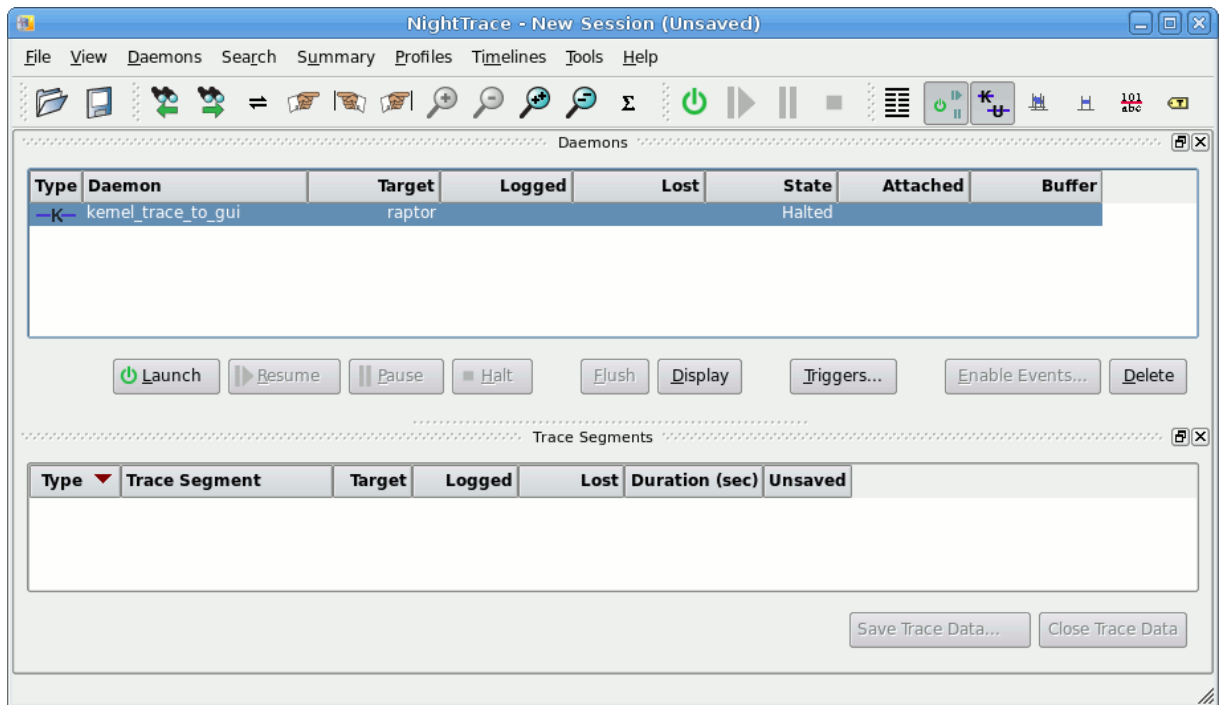 NightTrace - New Session (Unsaved)
File View Daemons Search Summary Profiles Timelines Tools Help
Σ K U 101 abc T
Daemons
Type Daemon Target Logged Lost State Attached Buffer
K kernel_trace_to_gui raptor Halted
Launch Resume Pause Halt Flush Display Triggers... Enable Events... Delete
Trace Segments
Type Trace Segment Target Logged Lost Duration (sec) Unsaved
Save Trace Data... Close Trace Data